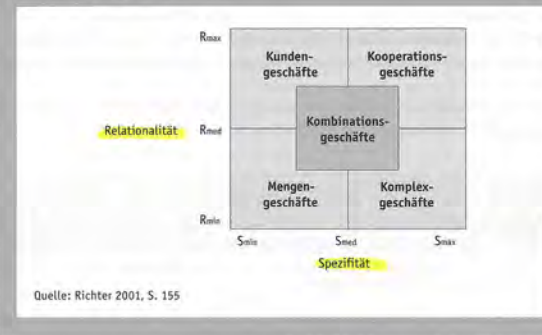 Rmax
Kunden-
geschäfte
Kooperations-
geschäfte
Relationalität
Rmed
Kombinations-
geschäfte
Mengen-
geschäfte
Komplex-
geschäfte
Rmin
Smin
Smed
Smax
Spezifität
Quelle: Richter 2001, S. 155